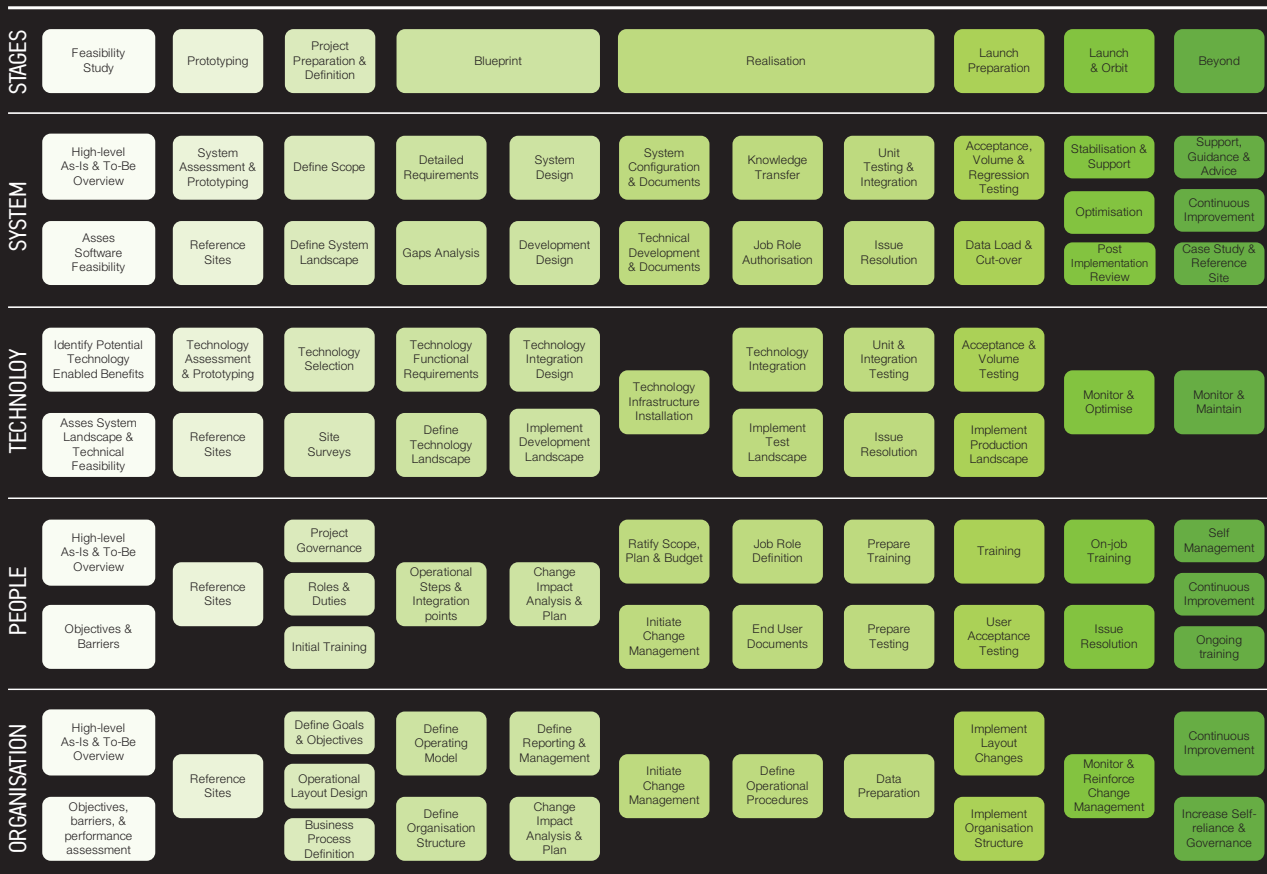 STAGES
Feasibility
Study
Prototyping
Project
Preparation &
Definition
Blueprint
Realisation
Launch
Preparation
Launch
& Orbit
Beyond
SYSTEM
High-level
As-Is & To-Be
Overview
System
Assessment &
Prototyping
Define Scope
Detailed
Requirements
System
Design
System
Configuration
& Documents
Knowledge
Transfer
Unit
Testing &
Integration
Acceptance,
Volume &
Regression
Testing
Stabilisation &
Support
Support,
Guidance &
Advice
Optimisation
Continuous
Improvement
Asses
Software
Feasibility
Reference
Sites
Define System
Landscape
Gaps Analysis
Development
Design
Technical
Development
& Documents
Job Role
Authorisation
Issue
Resolution
Data Load &
Cut-over
Post
Implementation
Review
Case Study &
Reference
Site
TECHNOLOY
Identify Potential
Technology
Enabled Benefits
Technology
Assessment
& Prototyping
Technology
Selection
Technology
Functional
Requirements
Technology
Integration
Design
Technology
Infrastructure
Installation
Technology
Integration
Unit &
Integration
Testing
Acceptance &
Volume
Testing
Monitor &
Optimise
Monitor &
Maintain
Asses System
Landscape &
Technical
Feasibility
Reference
Sites
Site
Surveys
Define
Technology
Landscape
Implement
Development
Landscape
Implement
Test
Landscape
Issue
Resolution
Implement
Production
Landscape
PEOPLE
High-level
As-Is & To-Be
Overview
Reference
Sites
Project
Governance
Roles &
Duties
Initial Training
Operational
Steps &
Integration
points
Change
Impact
Analysis &
Plan
Ratify Scope,
Plan & Budget
Job Role
Definition
Prepare
Training
Training
On-job
Training
Self
Management
Continuous
Improvement
Objectives &
Barriers
Initiate
Change
Management
End User
Documents
Prepare
Testing
User
Acceptance
Testing
Issue
Resolution
Ongoing
training
ORGANISATION
High-level
As-Is & To-Be
Overview
Reference
Sites
Define Goals
& Objectives
Operational
Layout Design
Business
Process
Definition
Define
Operating
Model
Define
Reporting &
Management
Initiate
Change
Management
Define
Operational
Procedures
Data
Preparation
Implement
Layout
Changes
Monitor &
Reinforce
Change
Management
Continuous
Improvement
Objectives,
barriers, &
performance
assessment
Define
Organisation
Structure
Change
Impact
Analysis &
Plan
Implement
Organisation
Structure
Increase Self-
reliance &
Governance